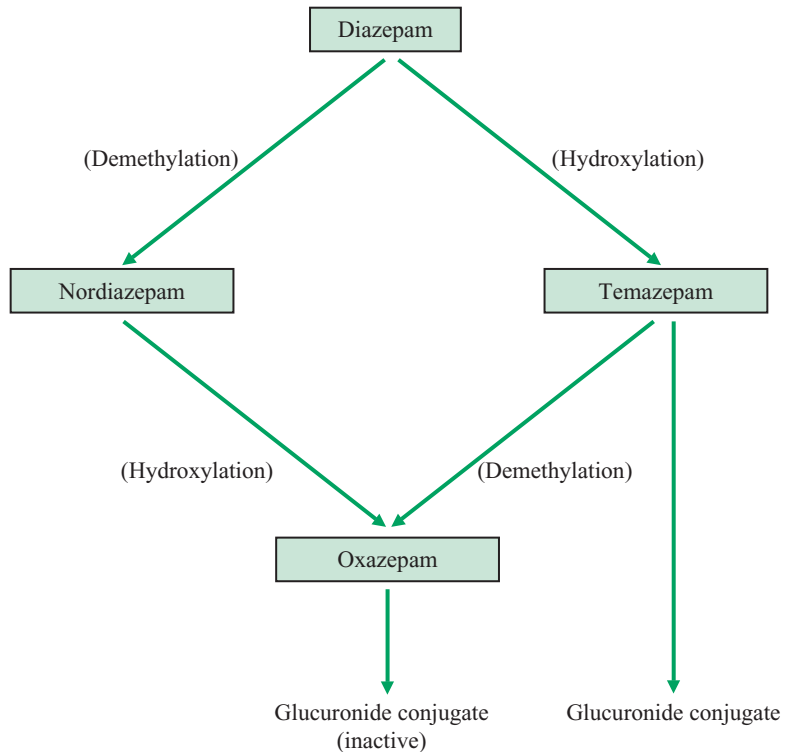 Diazepam
(Demethylation)
(Hydroxylation)
Nordiazepam
Temazepam
(Hydroxylation)
(Demethylation)
Oxazepam
Glucuronide conjugate
(inactive)
Glucuronide conjugate